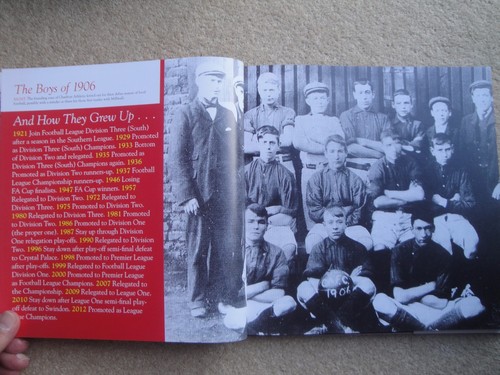 The Boys of 1906
And How They Grew Up . . .
1921 Join Football League Division Three (South)
after a season in the Southern League. 1929 Promoted
as Division Three (South) Champions. 1933 Bottom
of Division Two and relegated. 1935 Promoted as
Division Three (South) Champions again. 1936
Promoted as Division Two runners-up. 1937 Football
League Championship runners-up. 1946 Losing
FA Cup finalists. 1947 FA Cup winners. 1957
Relegated to Division Two. 1972 Relegated to
Division Three. 1975 Promoted to Division Two.
1980 Relegated to Division Three. 1981 Promoted
to Division Two. 1986 Promoted to Division One
(the proper one). 1987 Stay up through Division
One relegation play-offs. 1990 Relegated to Division
Two. 1996 Stay down after play-off semi-final defeat
to Crystal Palace. 1998 Promoted to Premier League
after play-offs. 1999 Relegated to Football League
Division One. 2000 Promoted to Premier League
as Football League Champions. 2007 Relegated to
the Championship. 2009 Relegated to League One.
2010 Stay down after League One semi-final play-
off defeat to Swindon. 2012 Promoted as League
Champions.
C
1906